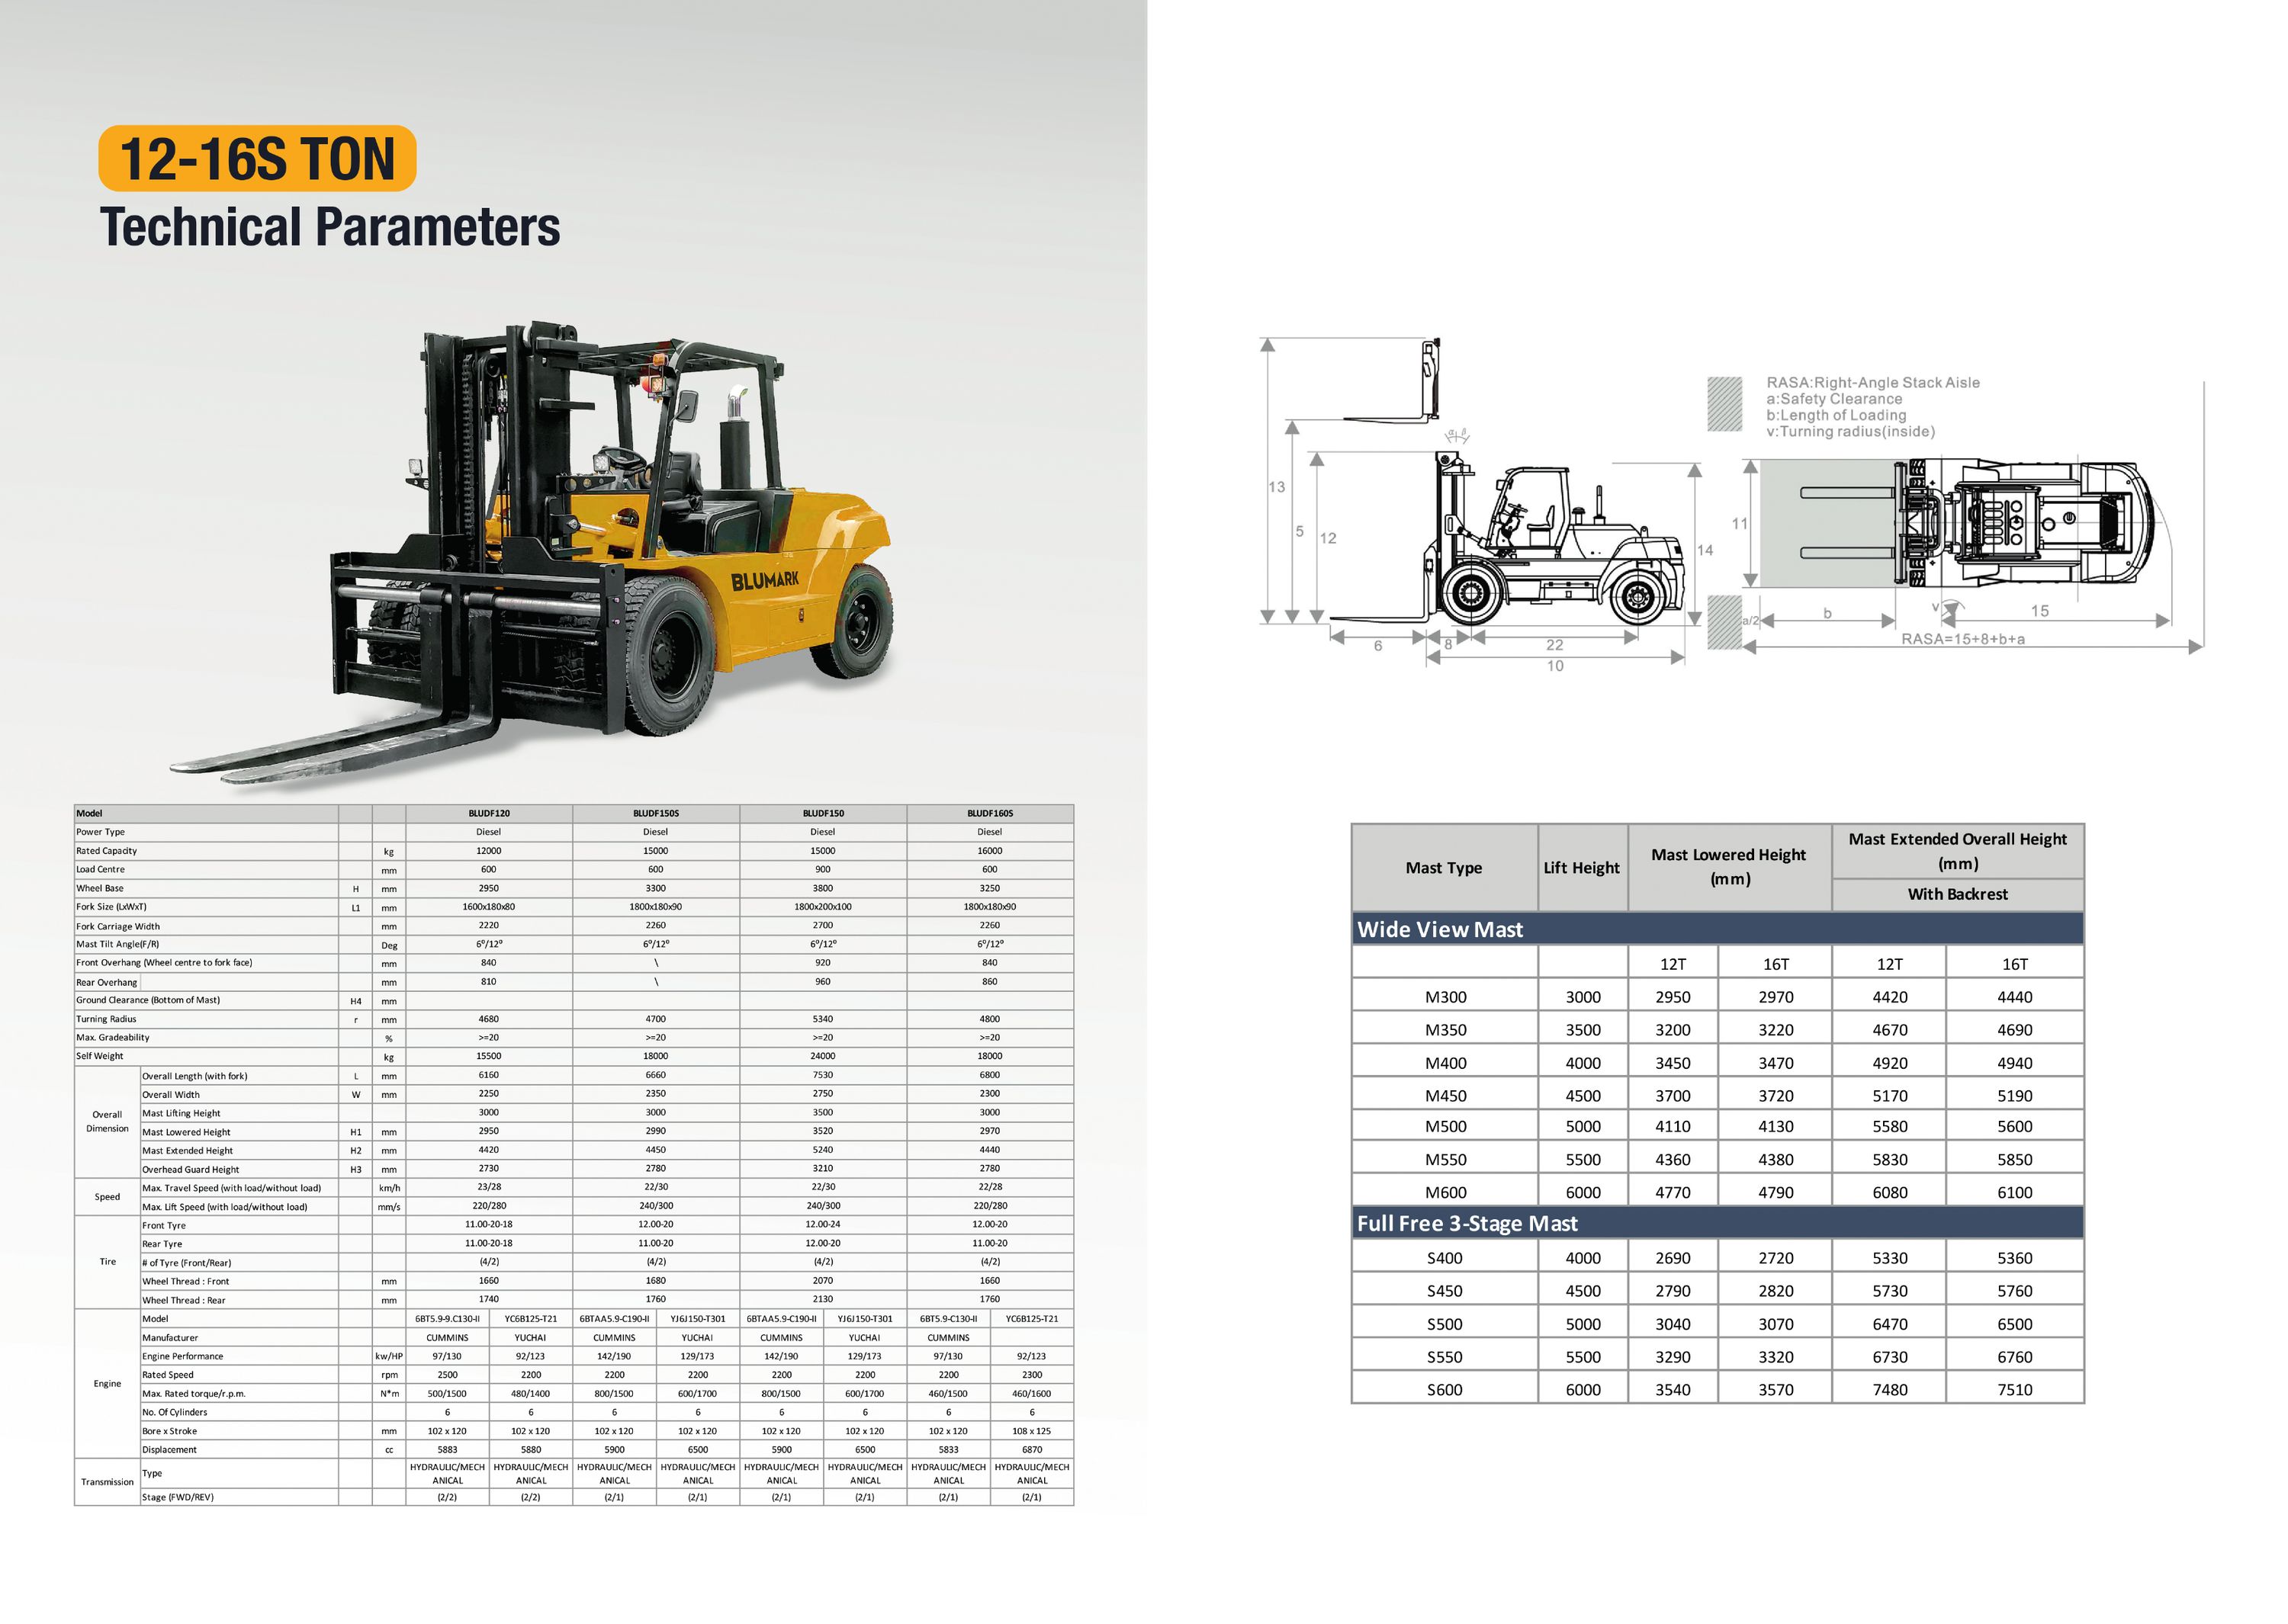 12-16S TON
Technical Parameters
BLUMARK
Model BLUDF120 BLUDF150S BLUDF150 BLUDF160S
Power Type Diesel Diesel Diesel Diesel
Rated Capacity kg 12000 15000 15000 16000
Load Centre mm 600 600 900 600
Wheel Base H mm 2950 3300 3800 3250
Fork Size (LxWxT) L1 mm 1600x180x80 1800x180x90 1800x200x100 1800x180x90
Fork Carriage Width mm 2220 2260 2700 2260
Mast Tilt Angle(F/R) Deg 6º/12º 6º/12º 6º/12º 6º/12º
Front Overhang (Wheel centre to fork face) mm 840 \ 920 840
Rear Overhang mm 810 \ 960 860
Ground Clearance (Bottom of Mast) H4 mm
Turning Radius r mm 4680 4700 5340 4800
Max. Gradeability % >=20 >=20 >=20 >=20
Self Weight kg 15500 18000 24000 18000
Overall Dimension
Overall Length (with fork) L mm 6160 6660 7530 6800
Overall Width W mm 2250 2350 2750 2300
Mast Lifting Height 3000 3000 3500 3000
Mast Lowered Height H1 mm 2950 2990 3520 2970
Mast Extended Height H2 mm 4420 4450 5240 4440
Overhead Guard Height H3 mm 2730 2780 3210 2780
Speed
Max. Travel Speed (with load/without load) km/h 23/28 22/30 22/30 22/28
Max. Lift Speed (with load/without load) mm/s 220/280 240/300 240/300 220/280
Tire
Front Tyre 11.00-20-18 12.00-20 12.00-24 12.00-20
Rear Tyre 11.00-20-18 11.00-20 12.00-20 11.00-20
# of Tyre (Front/Rear) (4/2) (4/2) (4/2) (4/2)
Wheel Thread : Front mm 1660 1680 2070 1660
Wheel Thread : Rear mm 1740 1760 2130 1760
Engine
Model 6BT5.9-9.C130-II YC6B125-T21 6BTAA5.9-C190-II YJ6J150-T301 6BTAA5.9-C190-II YJ6J150-T301 6BT5.9-C130-II YC6B125-T21
Manufacturer CUMMINS YUCHAI CUMMINS YUCHAI CUMMINS YUCHAI CUMMINS
Engine Performance kw/HP 97/130 92/123 142/190 129/173 142/190 129/173 97/130 92/123
Rated Speed rpm 2500 2200 2200 2200 2200 2200 2200 2300
Max. Rated torque/r.p.m. N*m 500/1500 480/1400 800/1500 600/1700 800/1500 600/1700 460/1500 460/1600
No. Of Cylinders 6 6 6 6 6 6 6 6
Bore x Stroke mm 102 x 120 102 x 120 102 x 120 102 x 120 102 x 120 102 x 120 102 x 120 108 x 125
Displacement cc 5883 5880 5900 6500 5900 6500 5833 6870
Transmission
Type HYDRAULIC/MECHANICAL HYDRAULIC/MECHANICAL HYDRAULIC/MECHANICAL HYDRAULIC/MECHANICAL HYDRAULIC/MECHANICAL HYDRAULIC/MECHANICAL HYDRAULIC/MECHANICAL HYDRAULIC/MECHANICAL
Stage (FWD/REV) (2/2) (2/2) (2/1) (2/1) (2/1) (2/1) (2/1) (2/1)
RASA:Right-Angle Stack Aisle
a:Safety Clearance
b:Length of Loading
v:Turning radius(inside)
α β
13
5
12
14
6
8
22
10
11
a/2
b
v
15
RASA=15+8+b+a
Mast Type Lift Height Mast Lowered Height (mm) Mast Extended Overall Height (mm)
With Backrest
Wide View Mast
12T 16T 12T 16T
M300 3000 2950 2970 4420 4440
M350 3500 3200 3220 4670 4690
M400 4000 3450 3470 4920 4940
M450 4500 3700 3720 5170 5190
M500 5000 4110 4130 5580 5600
M550 5500 4360 4380 5830 5850
M600 6000 4770 4790 6080 6100
Full Free 3-Stage Mast
S400 4000 2690 2720 5330 5360
S450 4500 2790 2820 5730 5760
S500 5000 3040 3070 6470 6500
S550 5500 3290 3320 6730 6760
S600 6000 3540 3570 7480 7510